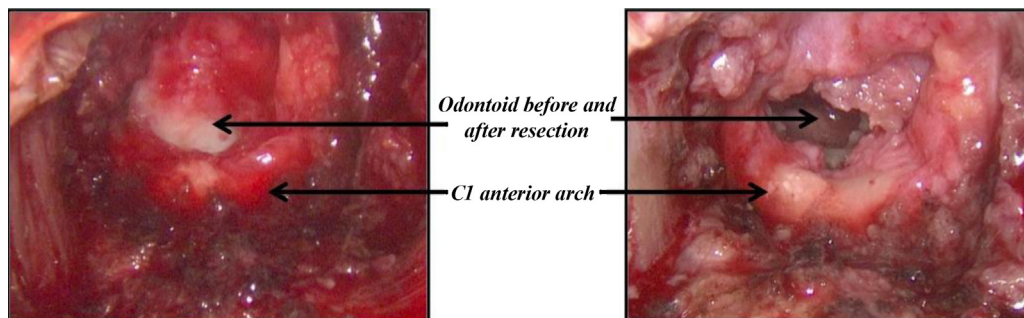 Odontoid before and
after resection
C1 anterior arch